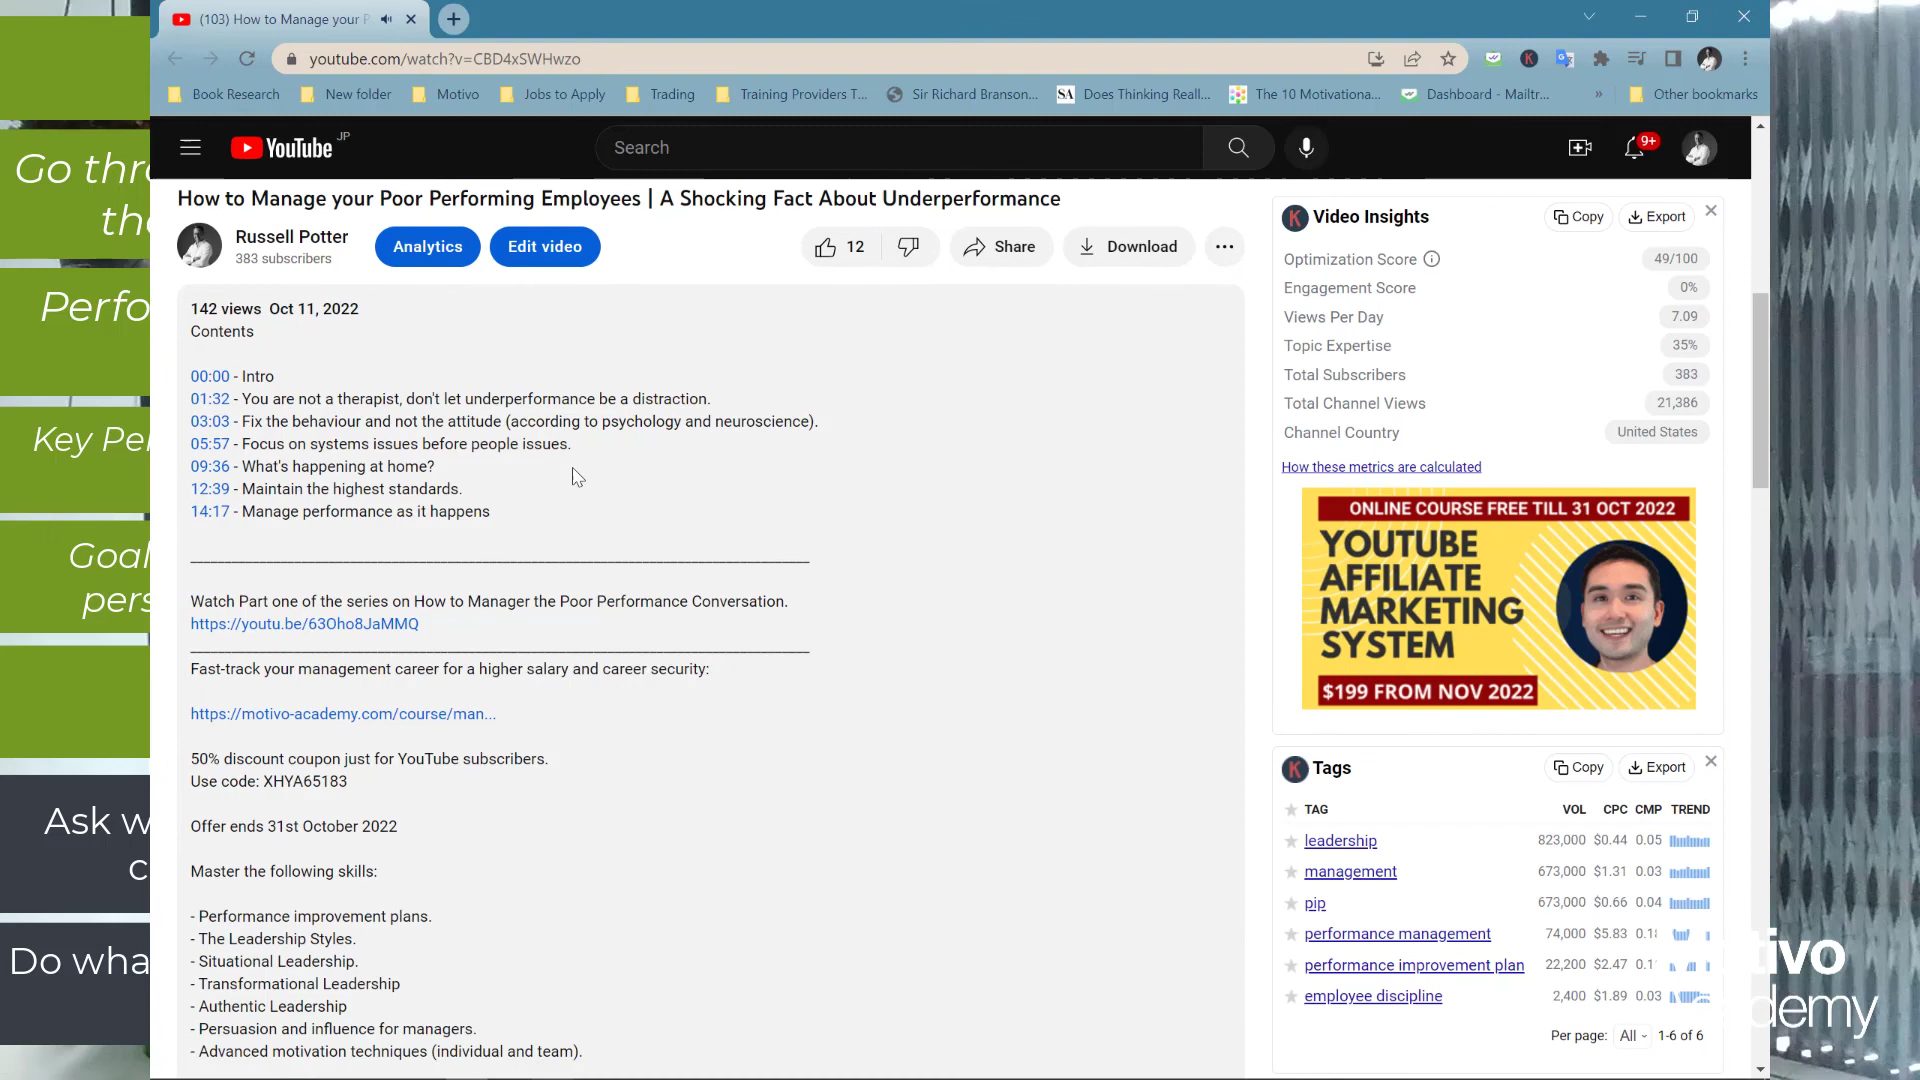 (103) How to Manage your P
youtube.com/watch?v=CBD4xSWHwzo
Book Research
New folder
Motivo
Jobs to Apply
Trading
Training Providers T...
Sir Richard Branson...
SA
Does Thinking Reall...
The 10 Motivationa...
Dashboard - Mailtr...
»
Other bookmarks
YouTube
JP
Search
9+
How to Manage your Poor Performing Employees | A Shocking Fact About Underperformance
Russell Potter
383 subscribers
Analytics
Edit video
12
Share
Download
142 views Oct 11, 2022
Contents
00:00 - Intro
01:32 - You are not a therapist, don't let underperformance be a distraction.
03:03 - Fix the behaviour and not the attitude (according to psychology and neuroscience).
05:57 - Focus on systems issues before people issues.
09:36 - What's happening at home?
12:39 - Maintain the highest standards.
14:17 - Manage performance as it happens
Watch Part one of the series on How to Manager the Poor Performance Conversation.
https://youtu.be/63Oho8JaMMQ
Fast-track your management career for a higher salary and career security:
https://motivo-academy.com/course/man...
50% discount coupon just for YouTube subscribers.
Use code: XHYA65183
Offer ends 31st October 2022
Master the following skills:
- Performance improvement plans.
- The Leadership Styles.
- Situational Leadership.
- Transformational Leadership
- Authentic Leadership
- Persuasion and influence for managers.
- Advanced motivation techniques (individual and team).
K Video Insights
Copy
Export
Optimization Score 49/100
Engagement Score 0%
Views Per Day 7.09
Topic Expertise 35%
Total Subscribers 383
Total Channel Views 21,386
Channel Country United States
How these metrics are calculated
ONLINE COURSE FREE TILL 31 OCT 2022
YOUTUBE
AFFILIATE
MARKETING
SYSTEM
$199 FROM NOV 2022
K Tags
Copy
Export
TAG VOL CPC CMP TREND
leadership 823,000 $0.44 0.05
management 673,000 $1.31 0.03
pip 673,000 $0.66 0.04
performance management 74,000 $5.83 0.1
performance improvement plan 22,200 $2.47 0.1
employee discipline 2,400 $1.89 0.03
Per page: All 1-6 of 6
Go thr
the
Perfo
Key Pe
Goal
pers
Ask w
c
Do wha
tivo
demy